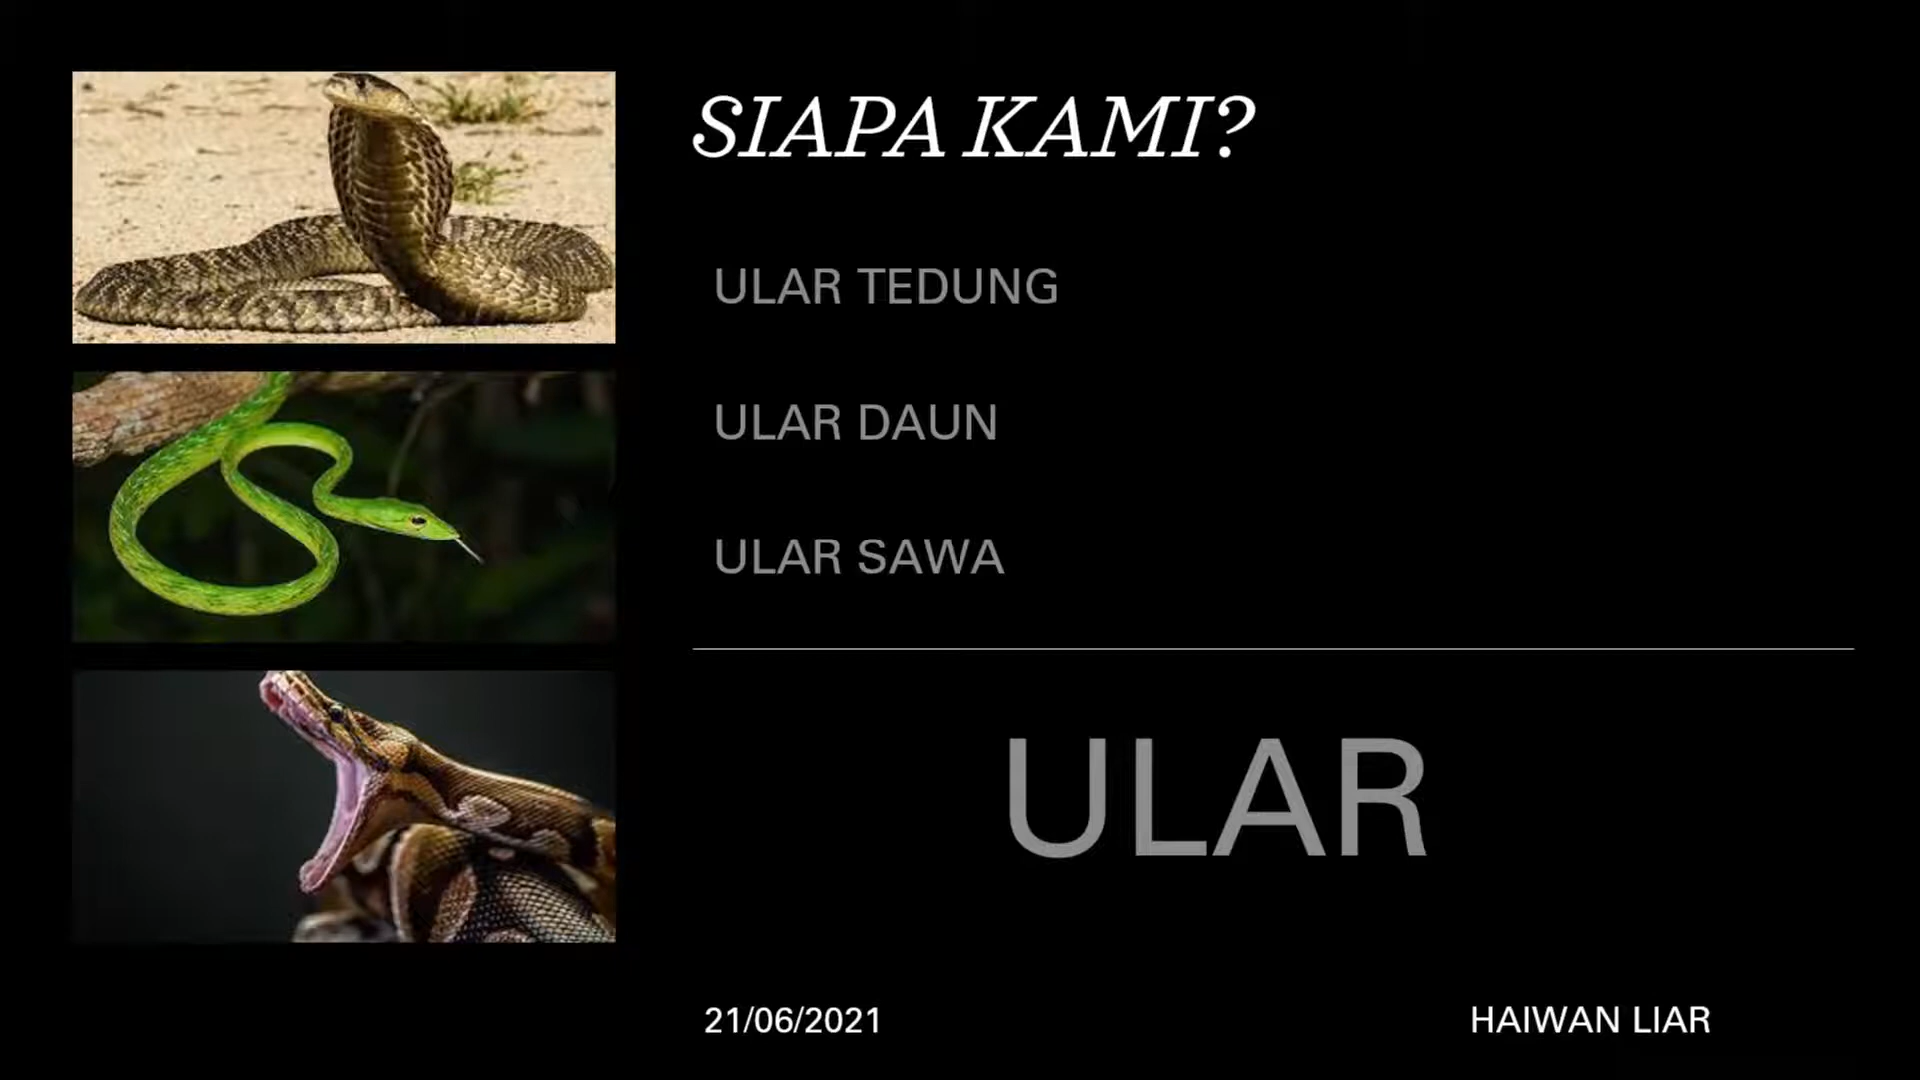 SIAPA KAMI?
ULAR TEDUNG
ULAR DAUN
ULAR SAWA
ULAR
21/06/2021
HAIWAN LIAR